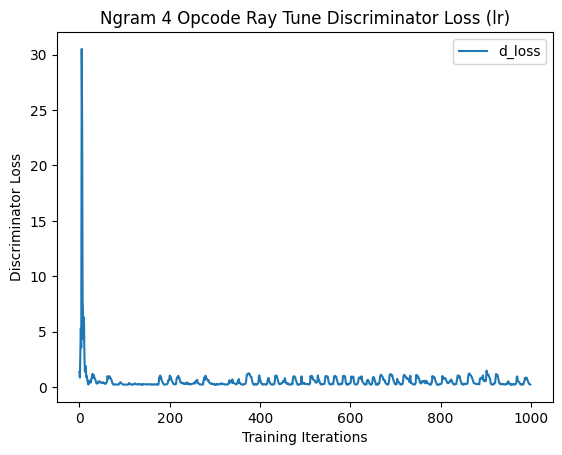 Ngram 4 Opcode Ray Tune Discriminator Loss (lr)
d_loss
30
25
20
15
10
5
0
Discriminator Loss
0 200 400 600 800 1000
Training Iterations